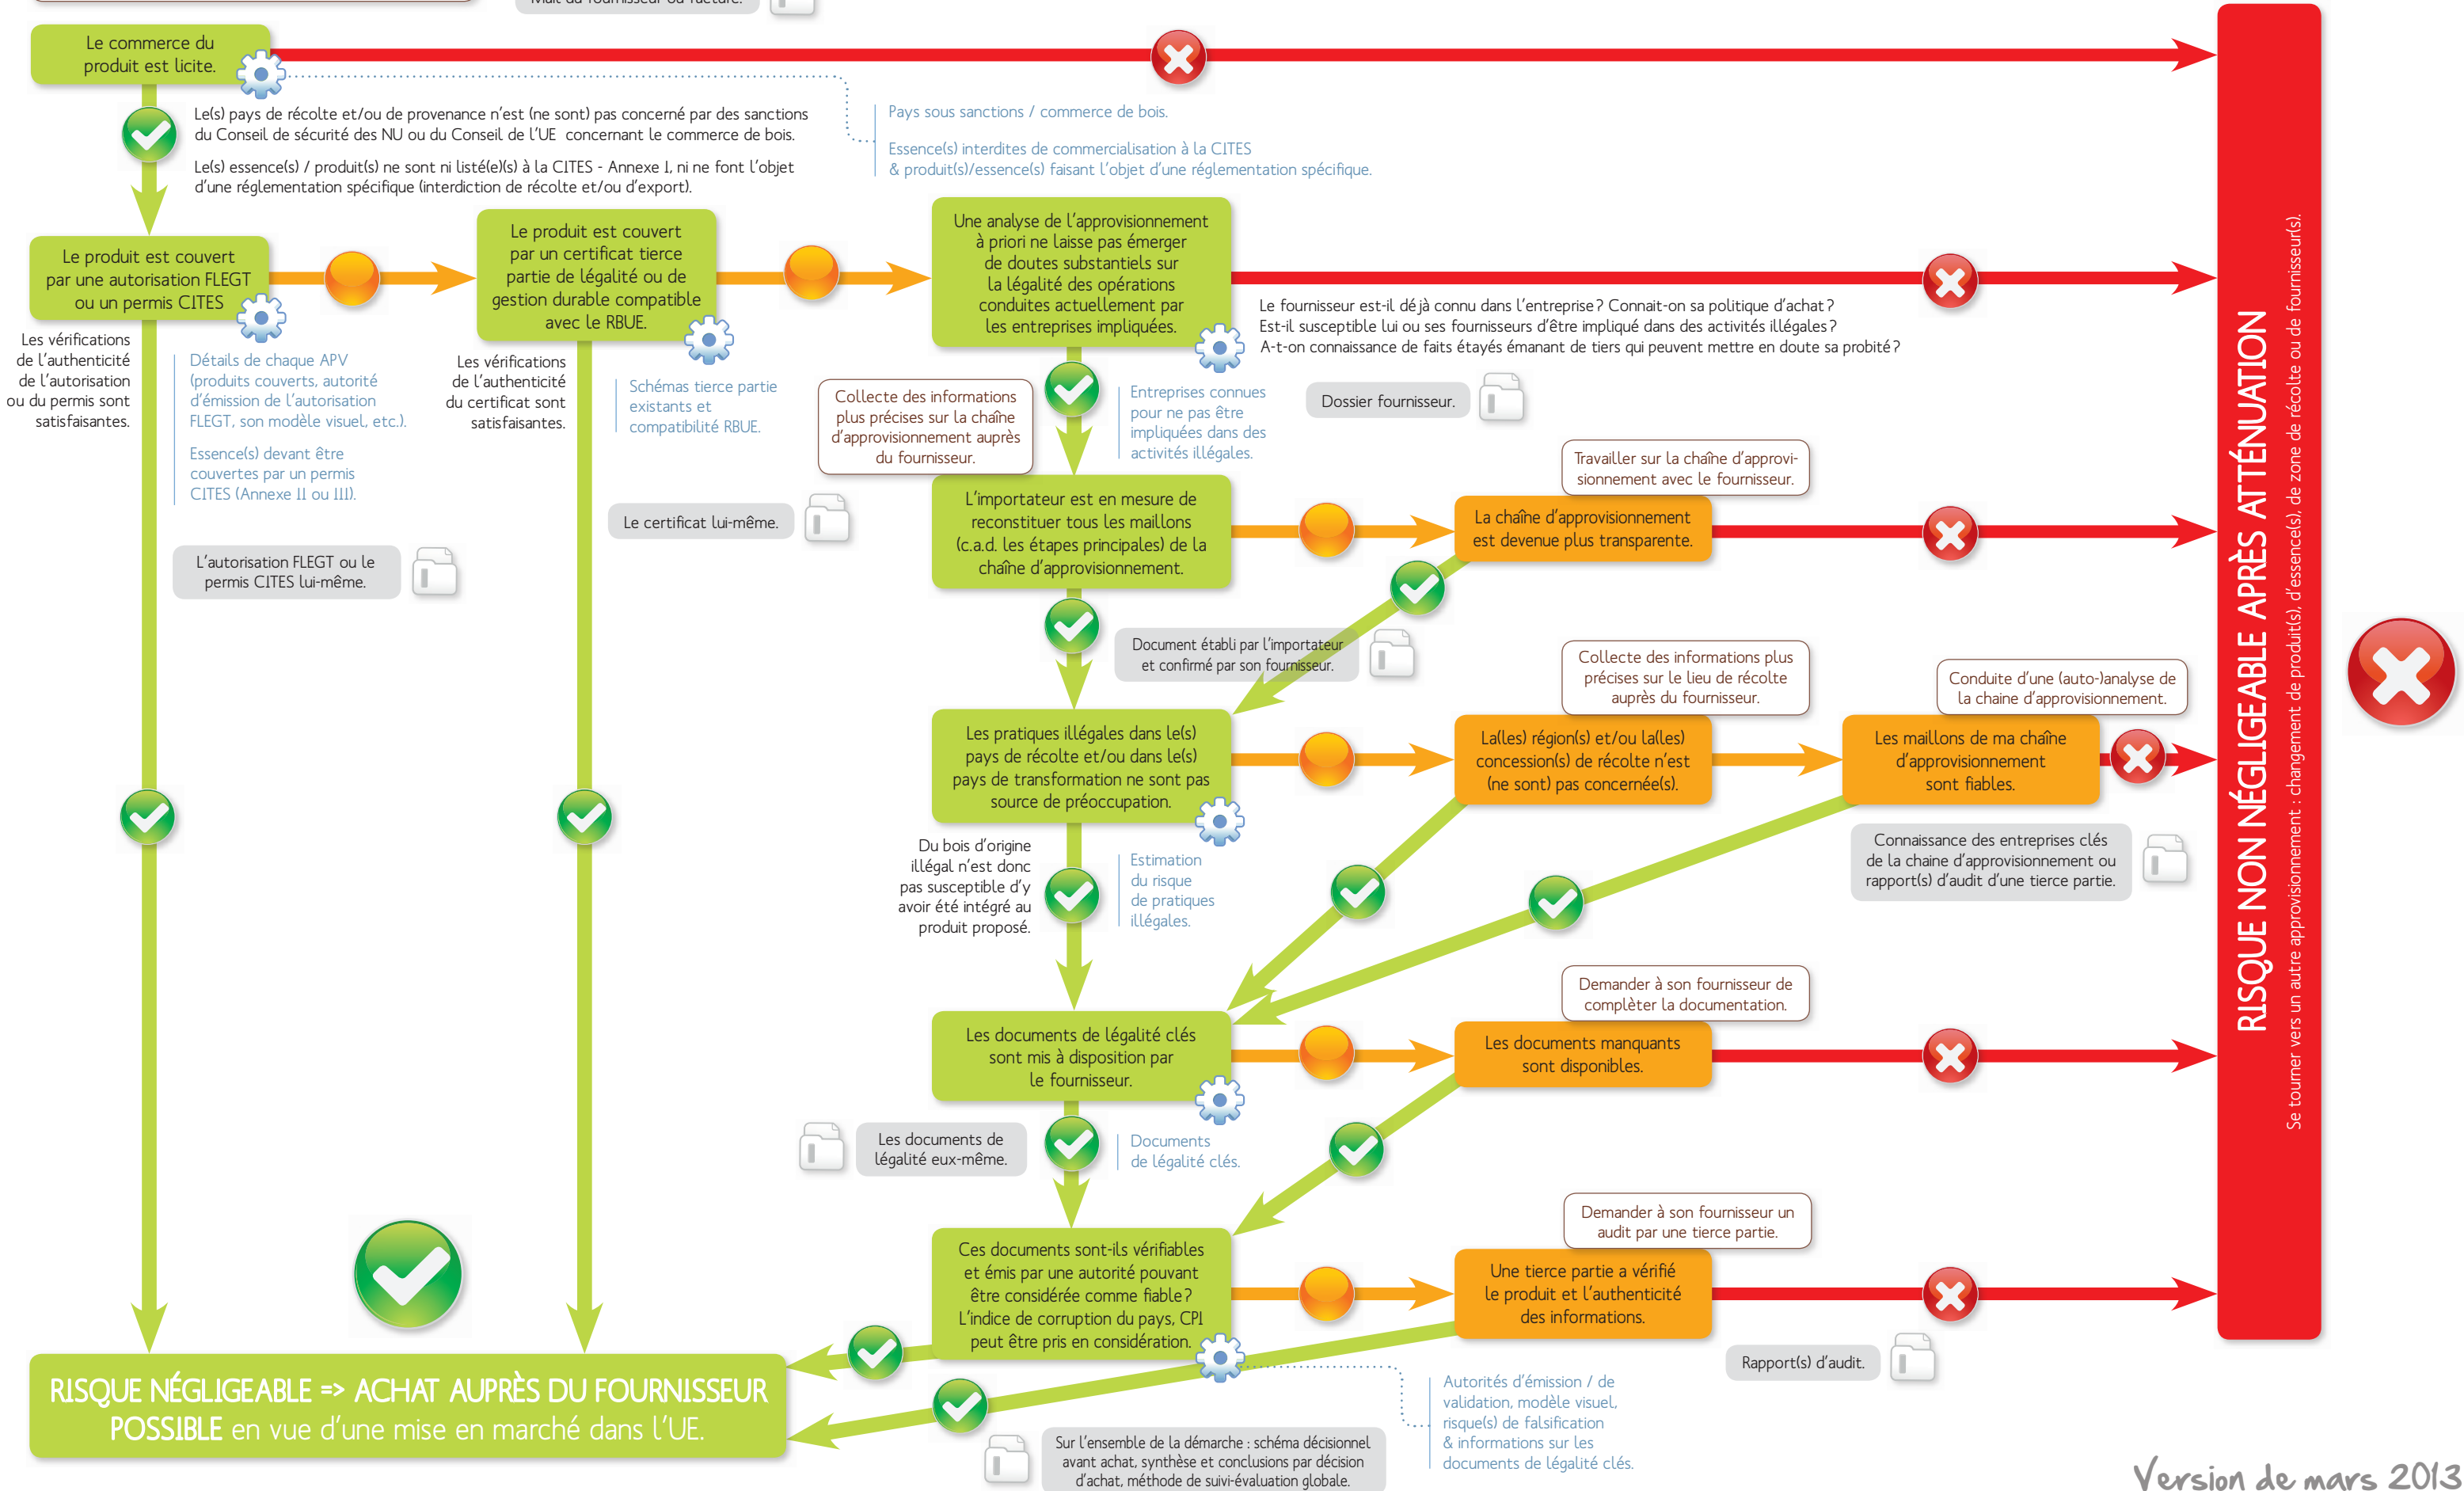 Mail du fournisseur ou facture.
Le commerce du
produit est licite.
Le(s) pays de récolte et/ou de provenance n'est (ne sont) pas concerné par des sanctions
du Conseil de sécurité des NU ou du Conseil de l'UE concernant le commerce de bois.
Le(s) essence(s) / produit(s) ne sont ni listé(e)(s) à la CITES - Annexe I, ni ne font l'objet
d'une réglementation spécifique (interdiction de récolte et/ou d'export).
Pays sous sanctions / commerce de bois.
Essence(s) interdites de commercialisation à la CITES
& produit(s)/essence(s) faisant l'objet d'une réglementation spécifique.
Le produit est couvert
par une autorisation FLEGT
ou un permis CITES
Les vérifications
de l'authenticité
de l'autorisation
ou du permis sont
satisfaisantes.
Détails de chaque APV
(produits couverts, autorité
d'émission de l'autorisation
FLEGT, son modèle visuel, etc.).
Essence(s) devant être
couvertes par un permis
CITES (Annexe II ou III).
L'autorisation FLEGT ou le
permis CITES lui-même.
Le produit est couvert
par un certificat tierce
partie de légalité ou de
gestion durable compatible
avec le RBUE.
Les vérifications
de l'authenticité
du certificat sont
satisfaisantes.
Schémas tierce partie
existants et
compatibilité RBUE.
Le certificat lui-même.
Une analyse de l'approvisionnement
à priori ne laisse pas émerger
de doutes substantiels sur
la légalité des opérations
conduites actuellement par
les entreprises impliquées.
Le fournisseur est-il déjà connu dans l'entreprise ? Connait-on sa politique d'achat ?
Est-il susceptible lui ou ses fournisseurs d'être impliqué dans des activités illégales ?
A-t-on connaissance de faits étayés émanant de tiers qui peuvent mettre en doute sa probité ?
Collecte des informations
plus précises sur la chaîne
d'approvisionnement auprès
du fournisseur.
Entreprises connues
pour ne pas être
impliquées dans des
activités illégales.
Dossier fournisseur.
L'importateur est en mesure de
reconstituer tous les maillons
(c.a.d. les étapes principales) de la
chaîne d'approvisionnement.
Travailler sur la chaîne d'approvi-
sionnement avec le fournisseur.
La chaîne d'approvisionnement
est devenue plus transparente.
Document établi par l'importateur
et confirmé par son fournisseur.
Les pratiques illégales dans le(s)
pays de récolte et/ou dans le(s)
pays de transformation ne sont pas
source de préoccupation.
Collecte des informations plus
précises sur le lieu de récolte
auprès du fournisseur.
La(les) région(s) et/ou la(les)
concession(s) de récolte n'est
(ne sont) pas concernée(s).
Conduite d'une (auto-)analyse de
la chaine d'approvisionnement.
Les maillons de ma chaîne
d'approvisionnement
sont fiables.
Connaissance des entreprises clés
de la chaine d'approvisionnement ou
rapport(s) d'audit d'une tierce partie.
Du bois d'origine
illégal n'est donc
pas susceptible d'y
avoir été intégré au
produit proposé.
Estimation
du risque
de pratiques
illégales.
Les documents de légalité clés
sont mis à disposition par
le fournisseur.
Demander à son fournisseur de
complèter la documentation.
Les documents manquants
sont disponibles.
Les documents de
légalité eux-même.
Documents
de légalité clés.
Ces documents sont-ils vérifiables
et émis par une autorité pouvant
être considérée comme fiable ?
L'indice de corruption du pays, CPI
peut être pris en considération.
Demander à son fournisseur un
audit par une tierce partie.
Une tierce partie a vérifié
le produit et l'authenticité
des informations.
Rapport(s) d'audit.
Autorités d'émission / de
validation, modèle visuel,
risque(s) de falsification
& informations sur les
documents de légalité clés.
RISQUE NÉGLIGEABLE => ACHAT AUPRÈS DU FOURNISSEUR
POSSIBLE en vue d'une mise en marché dans l'UE.
Sur l'ensemble de la démarche : schéma décisionnel
avant achat, synthèse et conclusions par décision
d'achat, méthode de suivi-évaluation globale.
RISQUE NON NÉGLIGEABLE APRÈS ATTÉNUATION
Se tourner vers un autre approvisionnement : changement de produit(s), d'essence(s), de zone de récolte ou de fournisseur(s).
Version de mars 2013